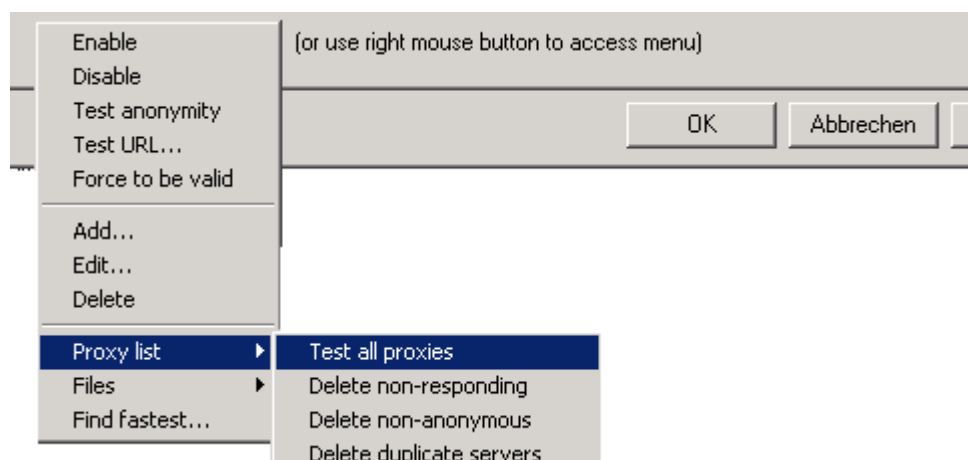 Enable
(or use right mouse button to access menu)
Disable
Test anonymity
Test URL...
Force to be valid
OK
Abbrechen
Add...
Edit...
Delete
Proxy list
Files
Find fastest...
Test all proxies
Delete non-responding
Delete non-anonymous
Delete duplicate servers